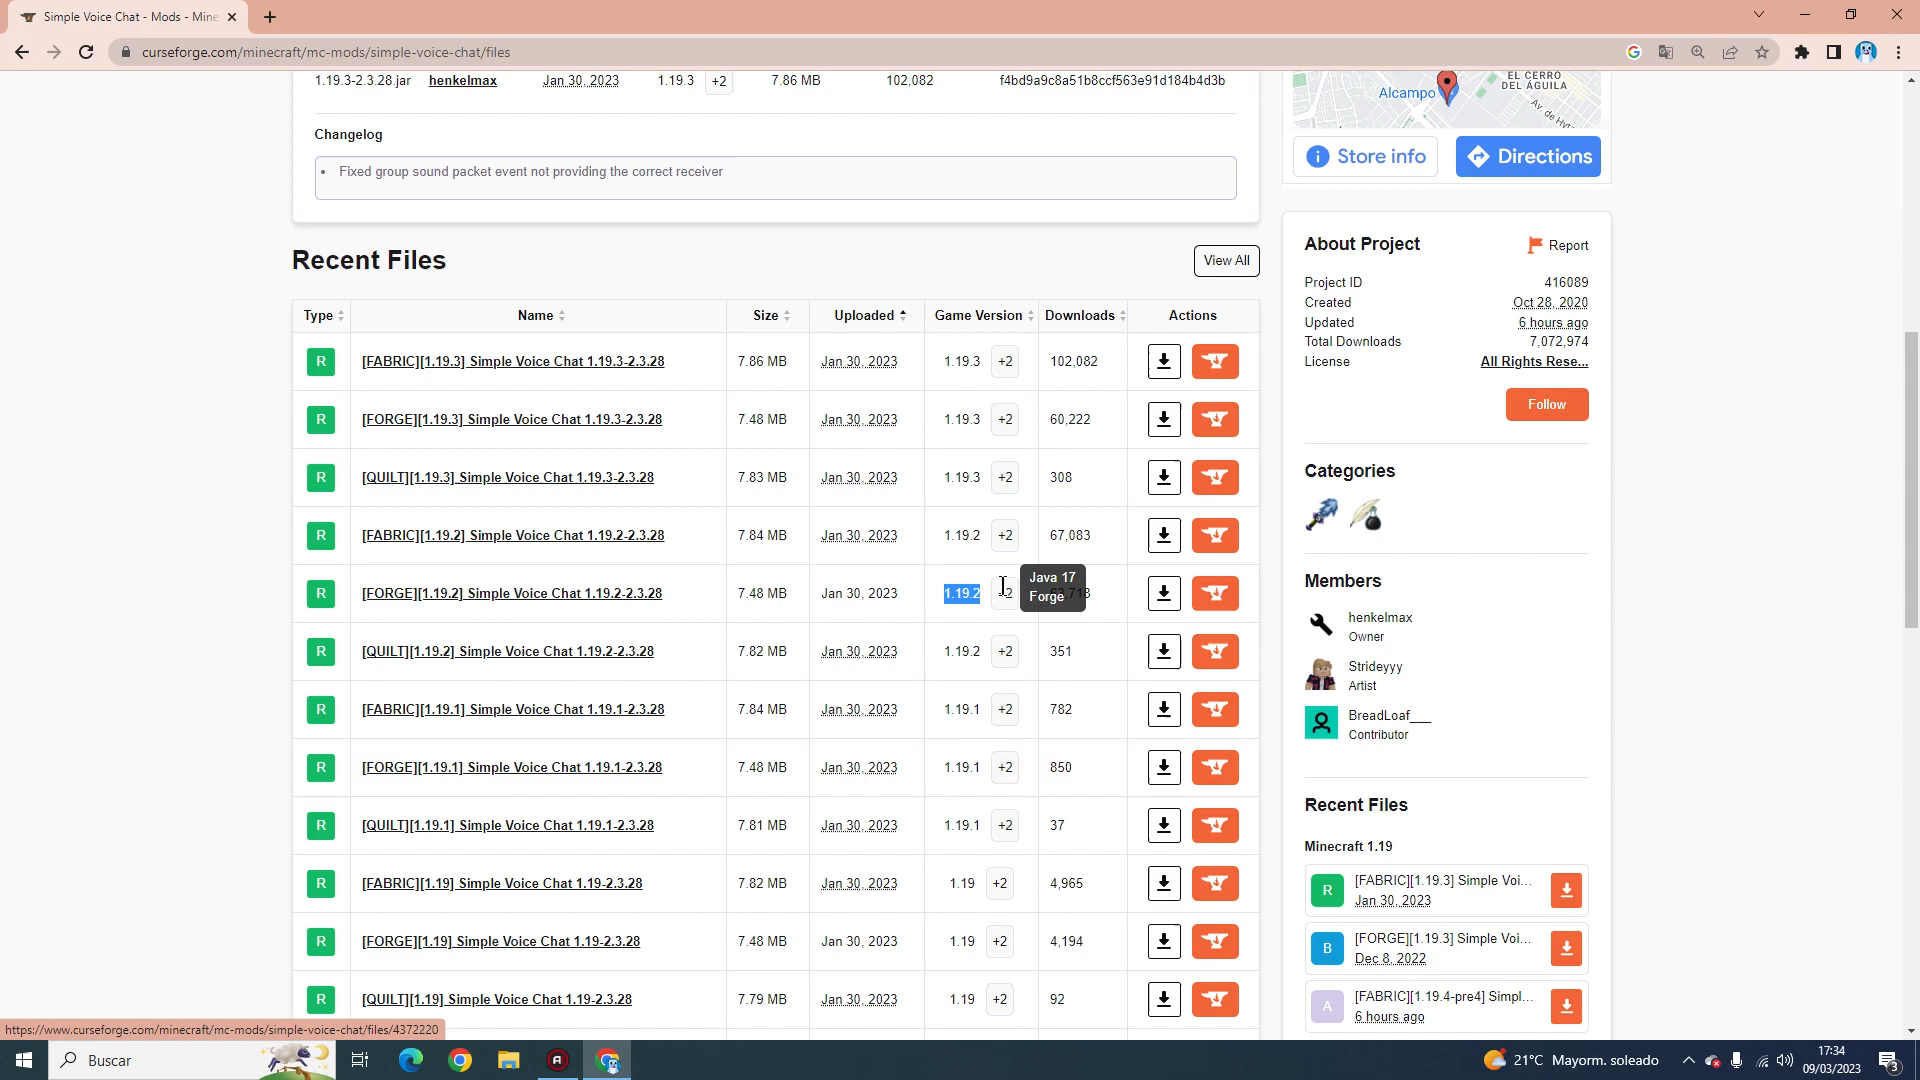 Simple Voice Chat - Mods - Mine
curseforge.com/minecraft/mc-mods/simple-voice-chat/files
1.19.3-2.3.28.jar henkelmax Jan 30, 2023 1.19.3 +2 7.86 MB 102,082 f4bd9a9c8a51b8ccf563e91d184b4d3b
Changelog
• Fixed group sound packet event not providing the correct receiver
Recent Files
View All
Type Name Size Uploaded Game Version Downloads Actions
R [FABRIC][1.19.3] Simple Voice Chat 1.19.3-2.3.28 7.86 MB Jan 30, 2023 1.19.3 +2 102,082
R [FORGE][1.19.3] Simple Voice Chat 1.19.3-2.3.28 7.48 MB Jan 30, 2023 1.19.3 +2 60,222
R [QUILT][1.19.3] Simple Voice Chat 1.19.3-2.3.28 7.83 MB Jan 30, 2023 1.19.3 +2 308
R [FABRIC][1.19.2] Simple Voice Chat 1.19.2-2.3.28 7.84 MB Jan 30, 2023 1.19.2 +2 67,083
Java 17
Forge
R [FORGE][1.19.2] Simple Voice Chat 1.19.2-2.3.28 7.48 MB Jan 30, 2023 1.19.2
R [QUILT][1.19.2] Simple Voice Chat 1.19.2-2.3.28 7.82 MB Jan 30, 2023 1.19.2 +2 351
R [FABRIC][1.19.1] Simple Voice Chat 1.19.1-2.3.28 7.84 MB Jan 30, 2023 1.19.1 +2 782
R [FORGE][1.19.1] Simple Voice Chat 1.19.1-2.3.28 7.48 MB Jan 30, 2023 1.19.1 +2 850
R [QUILT][1.19.1] Simple Voice Chat 1.19.1-2.3.28 7.81 MB Jan 30, 2023 1.19.1 +2 37
R [FABRIC][1.19] Simple Voice Chat 1.19-2.3.28 7.82 MB Jan 30, 2023 1.19 +2 4,965
R [FORGE][1.19] Simple Voice Chat 1.19-2.3.28 7.48 MB Jan 30, 2023 1.19 +2 4,194
R [QUILT][1.19] Simple Voice Chat 1.19-2.3.28 7.79 MB Jan 30, 2023 1.19 +2 92
EL CERRO
DEL ÁGUILA
Alcampo
Store info
Directions
About Project
Report
Project ID 416089
Created Oct 28, 2020
Updated 6 hours ago
Total Downloads 7,072,974
License All Rights Rese...
Follow
Categories
Members
henkelmax
Owner
Strideyyy
Artist
BreadLoaf___
Contributor
Recent Files
Minecraft 1.19
R [FABRIC][1.19.3] Simple Voi...
Jan 30, 2023
B [FORGE][1.19.3] Simple Voi...
Dec 8, 2022
A [FABRIC][1.19.4-pre4] Simpl...
6 hours ago
https://www.curseforge.com/minecraft/mc-mods/simple-voice-chat/files/4372220
Buscar
21°C Mayorm. soleado
17:34
09/03/2023
3